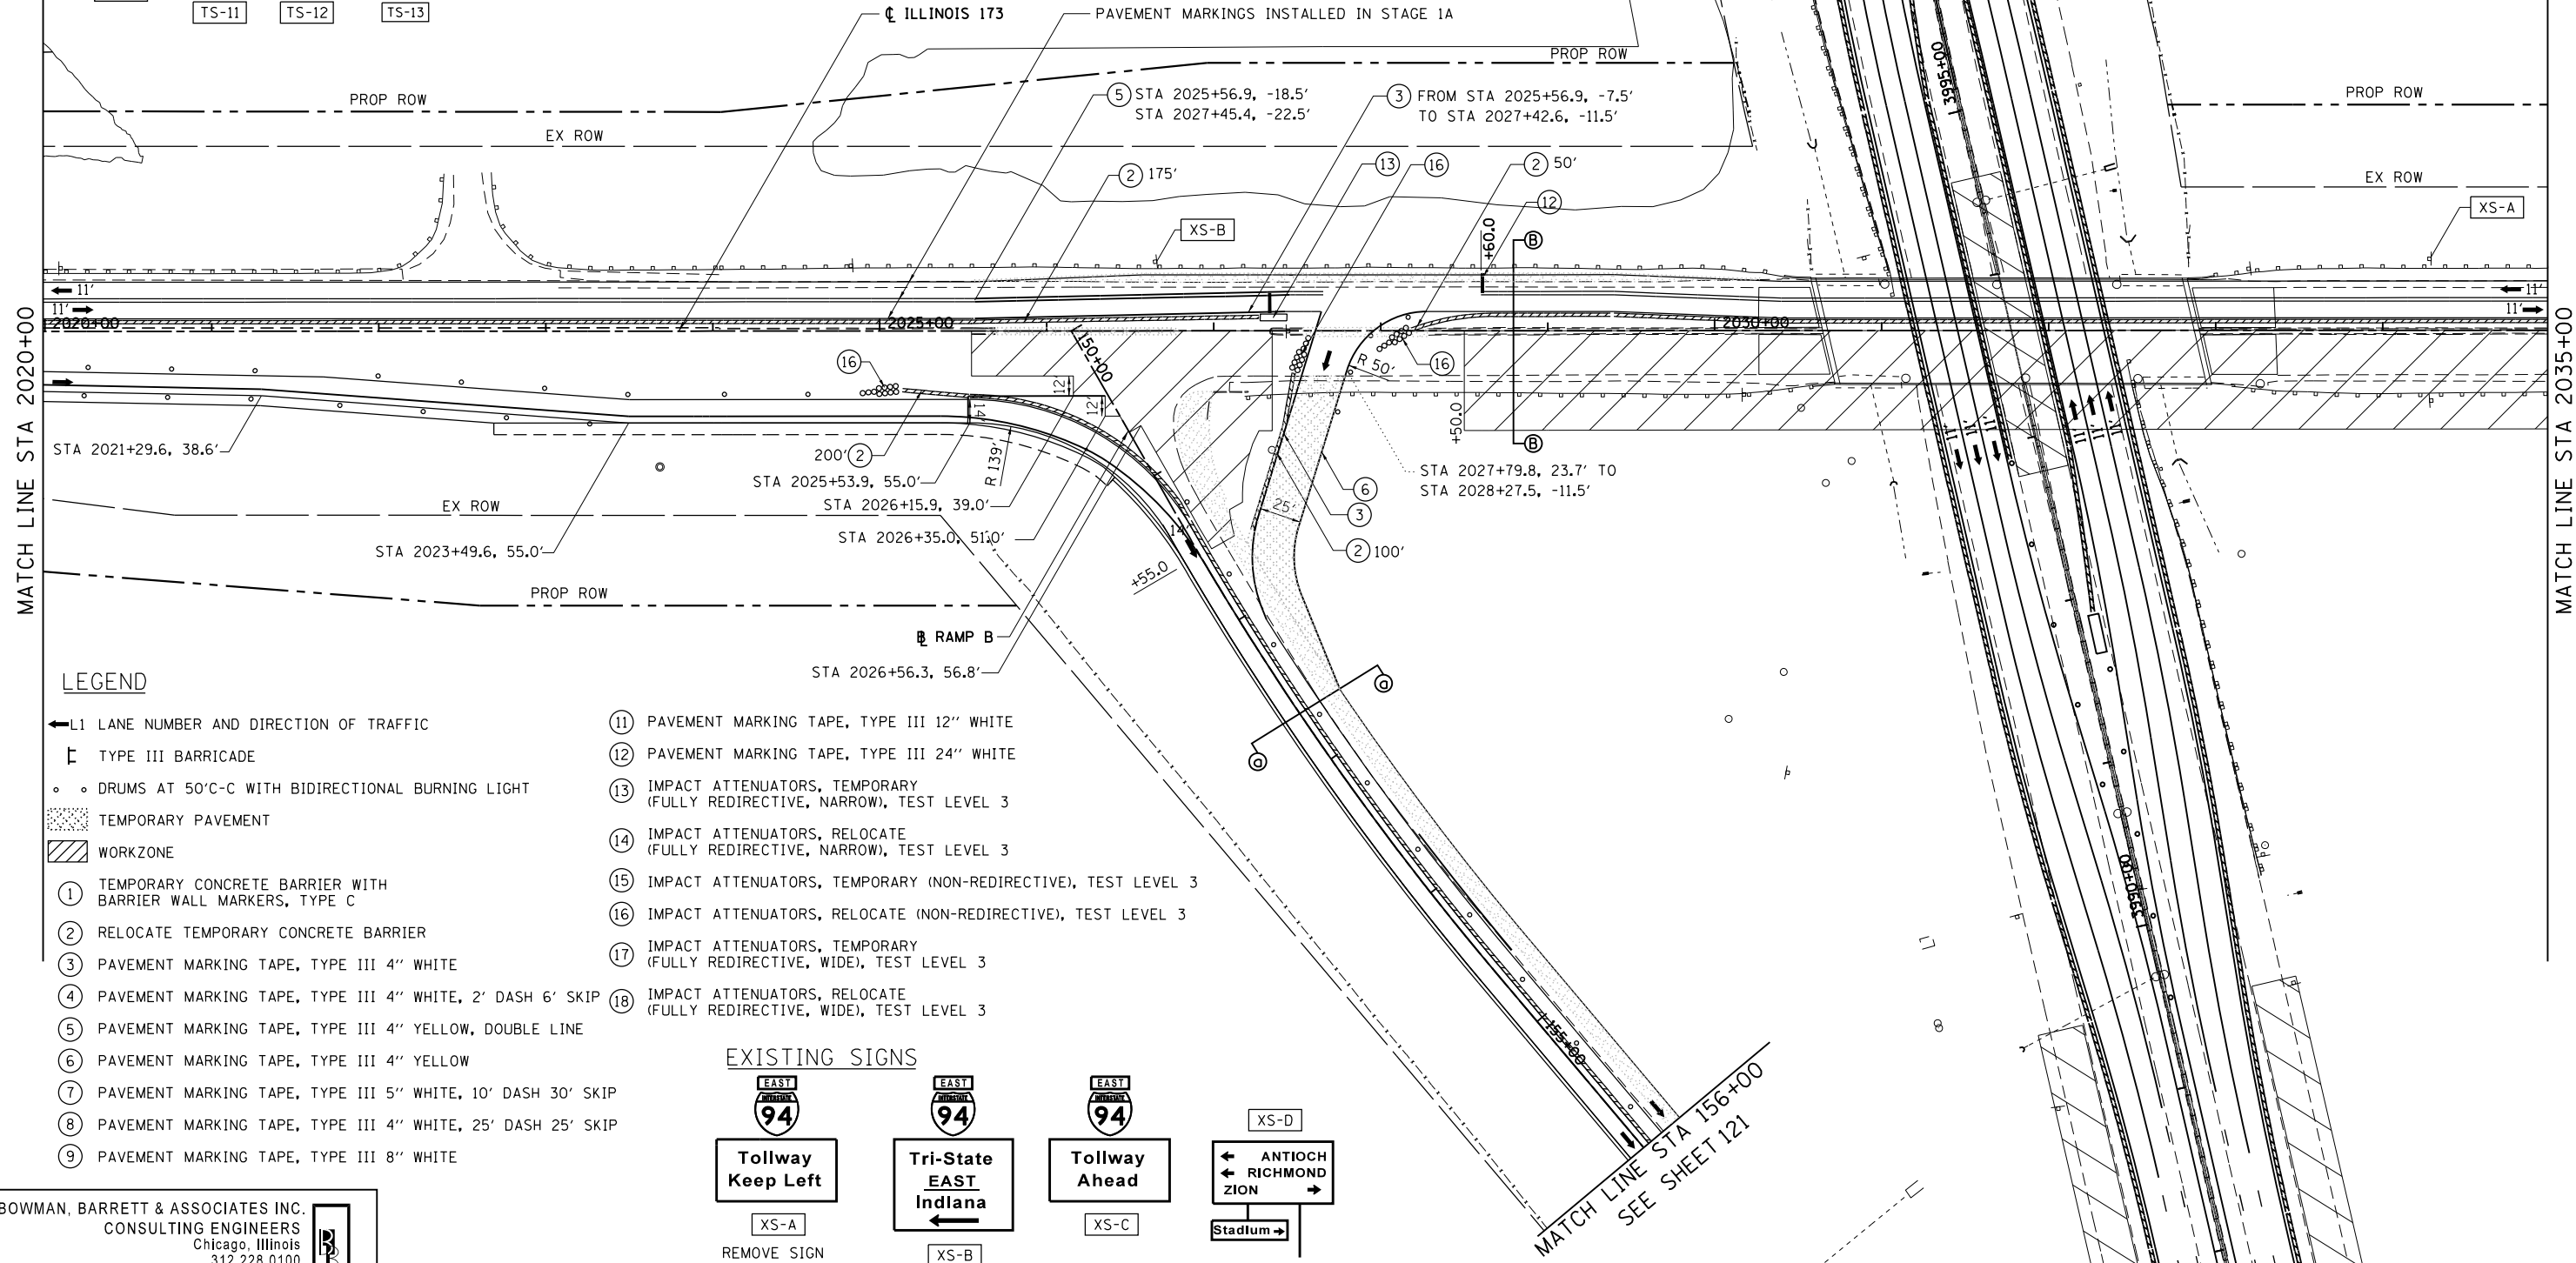 TS-11
TS-12
TS-13
℄ ILLINOIS 173
PAVEMENT MARKINGS INSTALLED IN STAGE 1A
PROP ROW
PROP ROW
PROP ROW
EX ROW
EX ROW
5 STA 2025+56.9, -18.5'
STA 2027+45.4, -22.5'
3 FROM STA 2025+56.9, -7.5'
TO STA 2027+42.6, -11.5'
2 175'
13
16
2 50'
12
XS-B
XS-A
+60.0
B
3995+00
11'
11'
2020+00
2025+00
2030+00
11'
11'
MATCH LINE STA 2020+00
MATCH LINE STA 2035+00
150+00
16
12'
12'
14'
R 50'
16
+50.0
B
11'
11'
11'
11'
11'
11'
STA 2021+29.6, 38.6'
200' 2
STA 2025+53.9, 55.0'
R 139'
STA 2026+15.9, 39.0'
STA 2026+35.0, 51.0'
EX ROW
STA 2023+49.6, 55.0'
14'
+55.0
25'
STA 2027+79.8, 23.7' TO
STA 2028+27.5, -11.5'
6
3
2 100'
PROP ROW
B̲L RAMP B
STA 2026+56.3, 56.8'
a
a
3990+00
155+00
MATCH LINE STA 156+00
SEE SHEET 121
LEGEND
L1 LANE NUMBER AND DIRECTION OF TRAFFIC
TYPE III BARRICADE
DRUMS AT 50'C-C WITH BIDIRECTIONAL BURNING LIGHT
TEMPORARY PAVEMENT
WORKZONE
1 TEMPORARY CONCRETE BARRIER WITH
BARRIER WALL MARKERS, TYPE C
2 RELOCATE TEMPORARY CONCRETE BARRIER
3 PAVEMENT MARKING TAPE, TYPE III 4'' WHITE
4 PAVEMENT MARKING TAPE, TYPE III 4'' WHITE, 2' DASH 6' SKIP
5 PAVEMENT MARKING TAPE, TYPE III 4'' YELLOW, DOUBLE LINE
6 PAVEMENT MARKING TAPE, TYPE III 4'' YELLOW
7 PAVEMENT MARKING TAPE, TYPE III 5'' WHITE, 10' DASH 30' SKIP
8 PAVEMENT MARKING TAPE, TYPE III 4'' WHITE, 25' DASH 25' SKIP
9 PAVEMENT MARKING TAPE, TYPE III 8'' WHITE
11 PAVEMENT MARKING TAPE, TYPE III 12'' WHITE
12 PAVEMENT MARKING TAPE, TYPE III 24'' WHITE
13 IMPACT ATTENUATORS, TEMPORARY
(FULLY REDIRECTIVE, NARROW), TEST LEVEL 3
14 IMPACT ATTENUATORS, RELOCATE
(FULLY REDIRECTIVE, NARROW), TEST LEVEL 3
15 IMPACT ATTENUATORS, TEMPORARY (NON-REDIRECTIVE), TEST LEVEL 3
16 IMPACT ATTENUATORS, RELOCATE (NON-REDIRECTIVE), TEST LEVEL 3
17 IMPACT ATTENUATORS, TEMPORARY
(FULLY REDIRECTIVE, WIDE), TEST LEVEL 3
18 IMPACT ATTENUATORS, RELOCATE
(FULLY REDIRECTIVE, WIDE), TEST LEVEL 3
EXISTING SIGNS
EAST
INTERSTATE
94
Tollway
Keep Left
XS-A
REMOVE SIGN
EAST
INTERSTATE
94
Tri-State
EAST
Indiana
XS-B
EAST
INTERSTATE
94
Tollway
Ahead
XS-C
XS-D
← ANTIOCH
← RICHMOND
ZION →
Stadium →
BOWMAN, BARRETT & ASSOCIATES INC.
CONSULTING ENGINEERS
Chicago, Illinois
312.228.0100